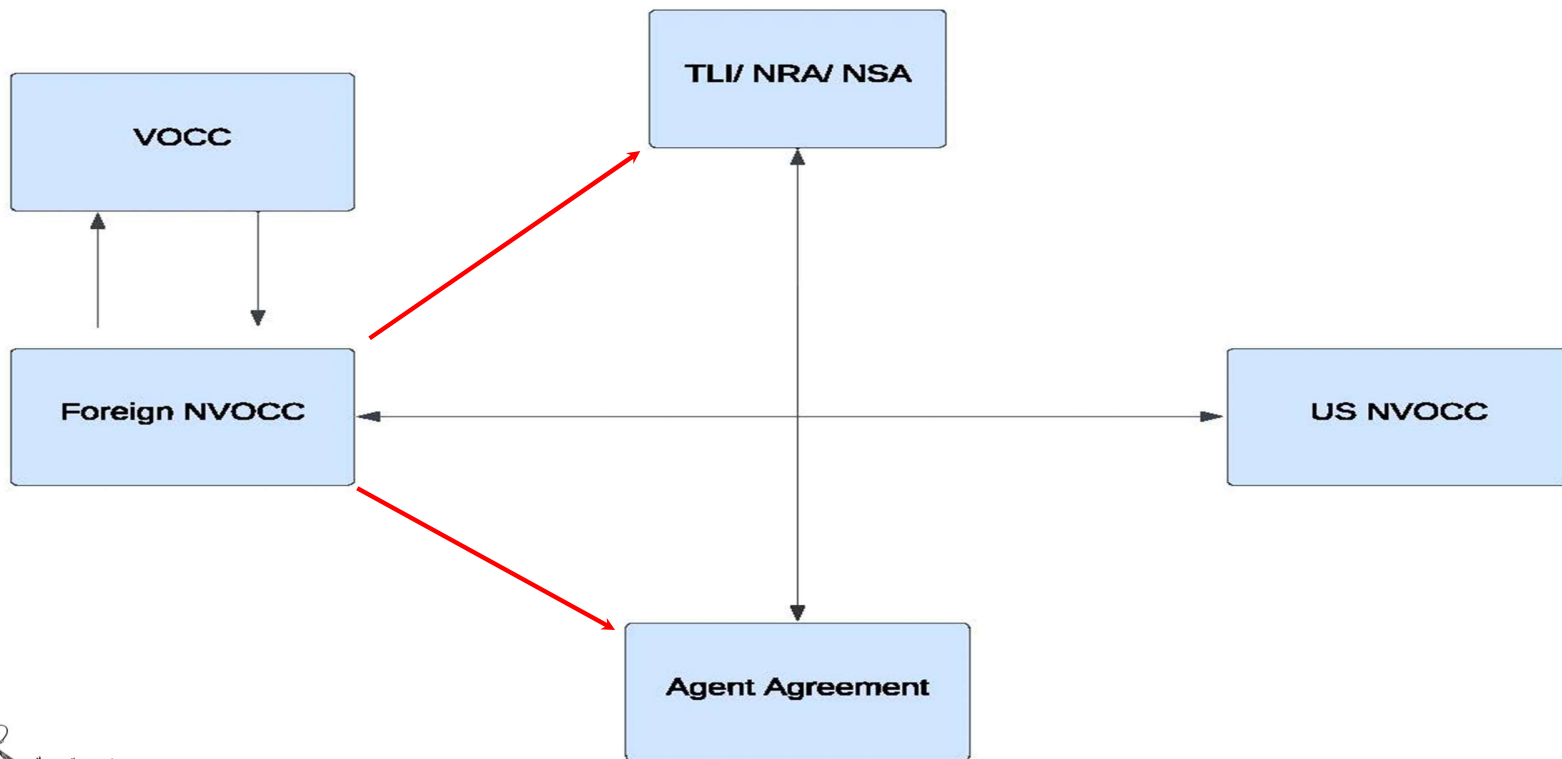 TLI/ NRA/ NSA
VOCC
Foreign NVOCC
US NVOCC
Agent Agreement